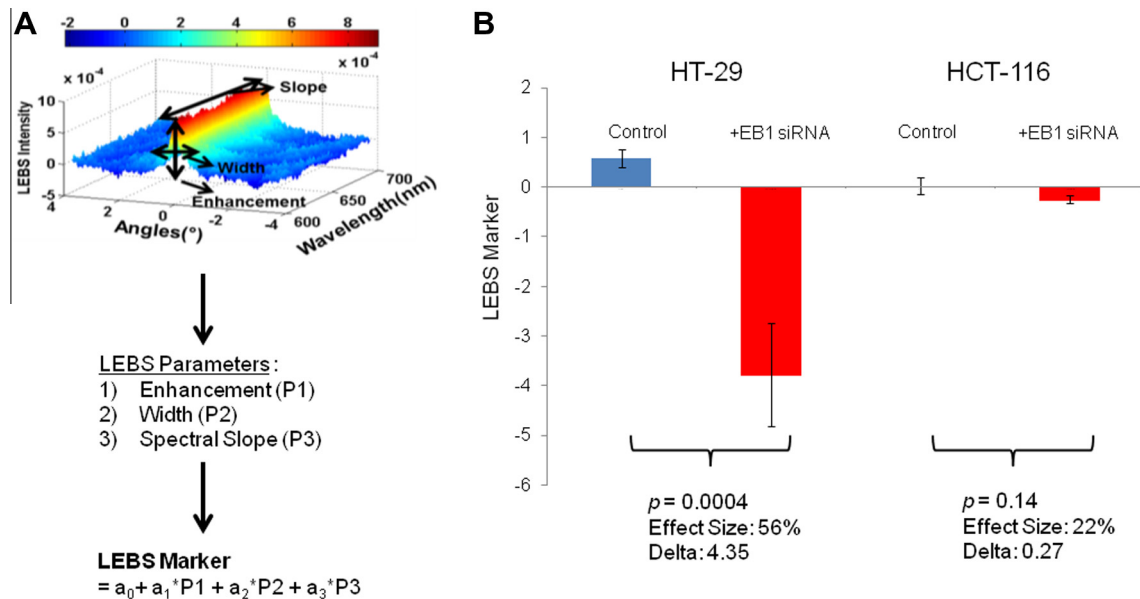 A
-2 0 2 4 6 8
x 10⁻⁴
x 10⁻⁴
10
5
0
-5
LEBS Intensity
Slope
Width
Enhancement
4 2 0 -2 -4
Angles(°)
600 650 700
Wavelength(nm)
LEBS Parameters :
1) Enhancement (P1)
2) Width (P2)
3) Spectral Slope (P3)
LEBS Marker
= a₀+ a₁*P1 + a₂*P2 + a₃*P3
B
HT-29 HCT-116
Control +EB1 siRNA Control +EB1 siRNA
2
1
0
-1
-2
-3
-4
-5
-6
LEBS Marker
p = 0.0004
Effect Size: 56%
Delta: 4.35
p = 0.14
Effect Size: 22%
Delta: 0.27